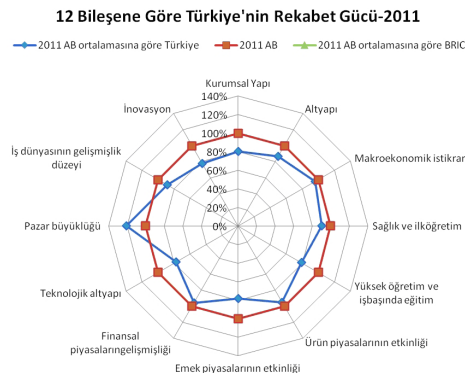 12 Bileşene Göre Türkiye'nin Rekabet Gücü-2011
2011 AB ortalamasına göre Türkiye
2011 AB
2011 AB ortalamasına göre BRIC
Kurumsal Yapı
140%
120%
100%
80%
60%
40%
20%
0%
Altyapı
Makroekonomik istikrar
Sağlık ve ilköğretim
Yüksek öğretim ve
işbaşında eğitim
Ürün piyasalarının etkinliği
Emek piyasalarının etkinliği
Finansal
piyasalarıngelişmişliği
Teknolojik altyapı
Pazar büyüklüğü
İş dünyasının gelişmişlik
düzeyi
İnovasyon